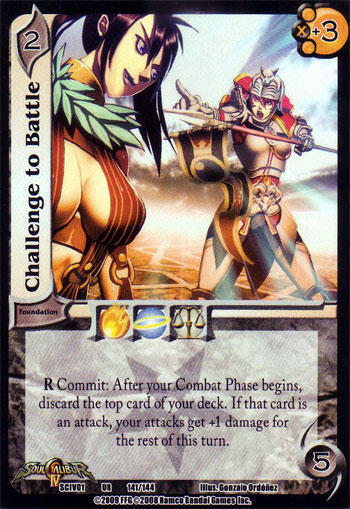 2
X +3
Challenge to Battle
Foundation
R Commit: After your Combat Phase begins,
discard the top card of your deck. If that card is
an attack, your attacks get +1 damage for
the rest of this turn.
5
SOULCALIBUR IV
SCIV01 UR 141/144 Illus. Gonzalo Ordóñez
©2009 FFG ©2008 Namco Bandai Games Inc.